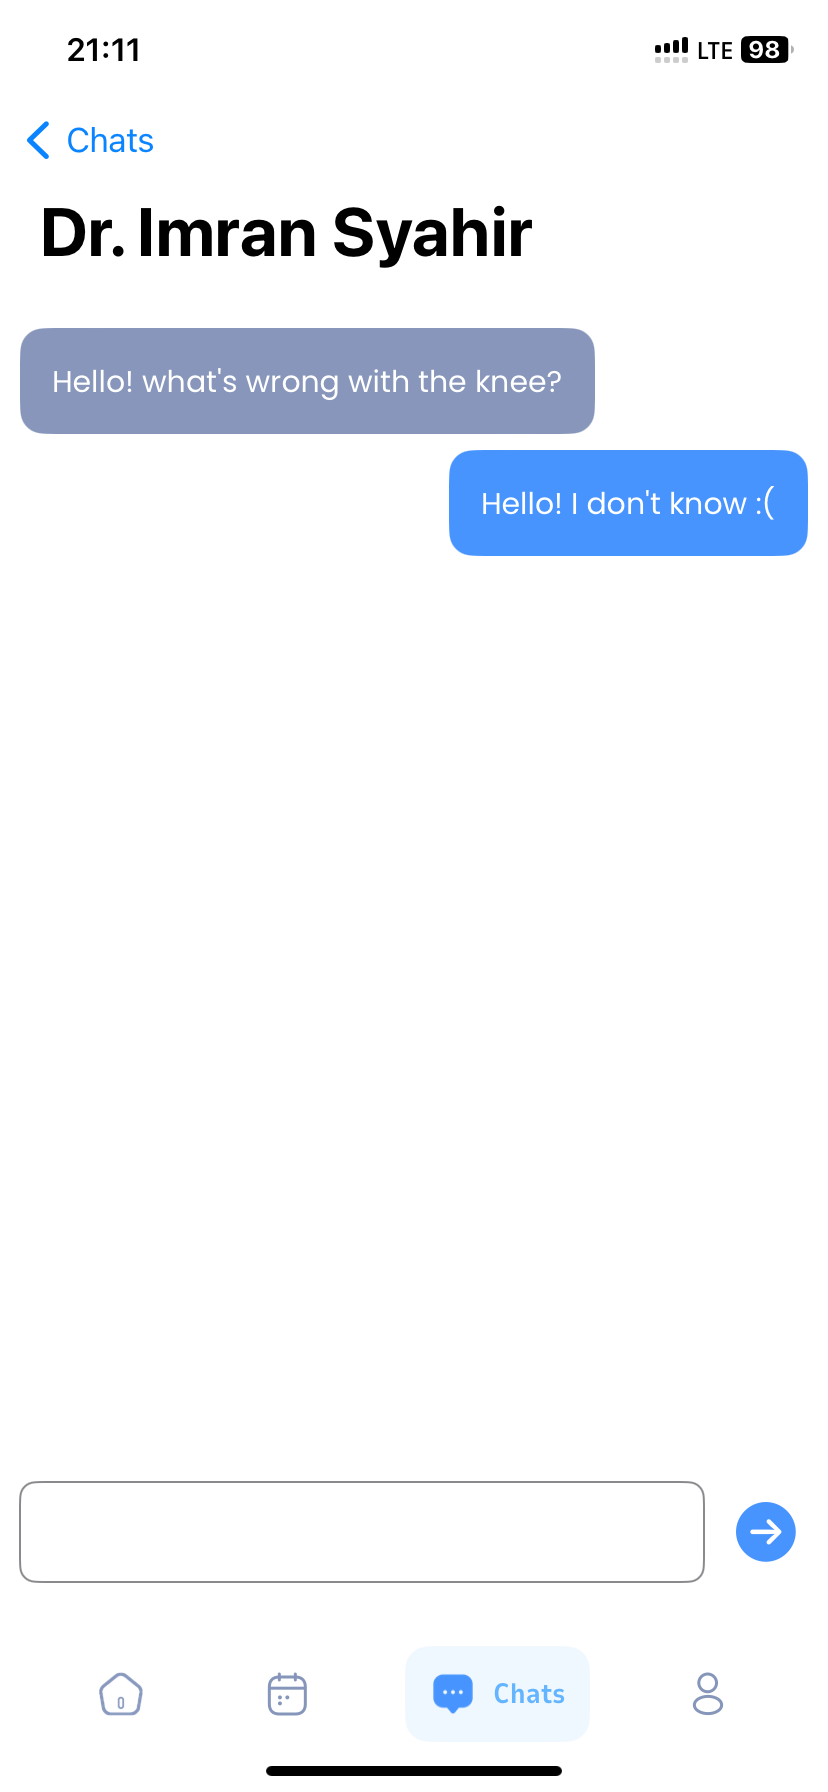 21:11 LTE 98
Chats
Dr. Imran Syahir
Hello! what's wrong with the knee?
Hello! I don't know :(
Chats